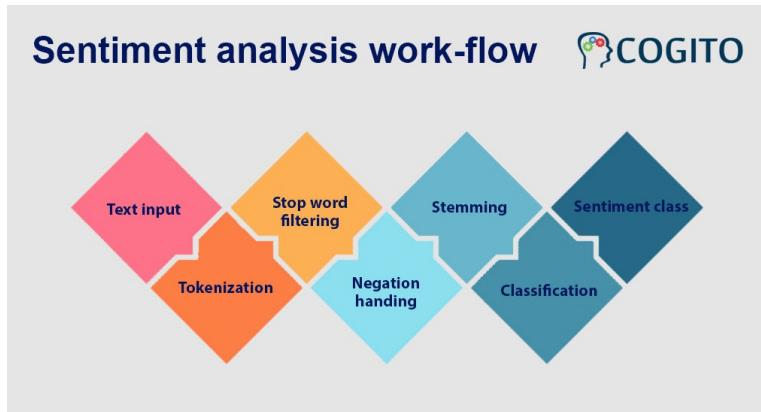 Sentiment analysis work-flow
COGITO
Text input
Tokenization
Stop word
filtering
Negation
handing
Stemming
Classification
Sentiment class